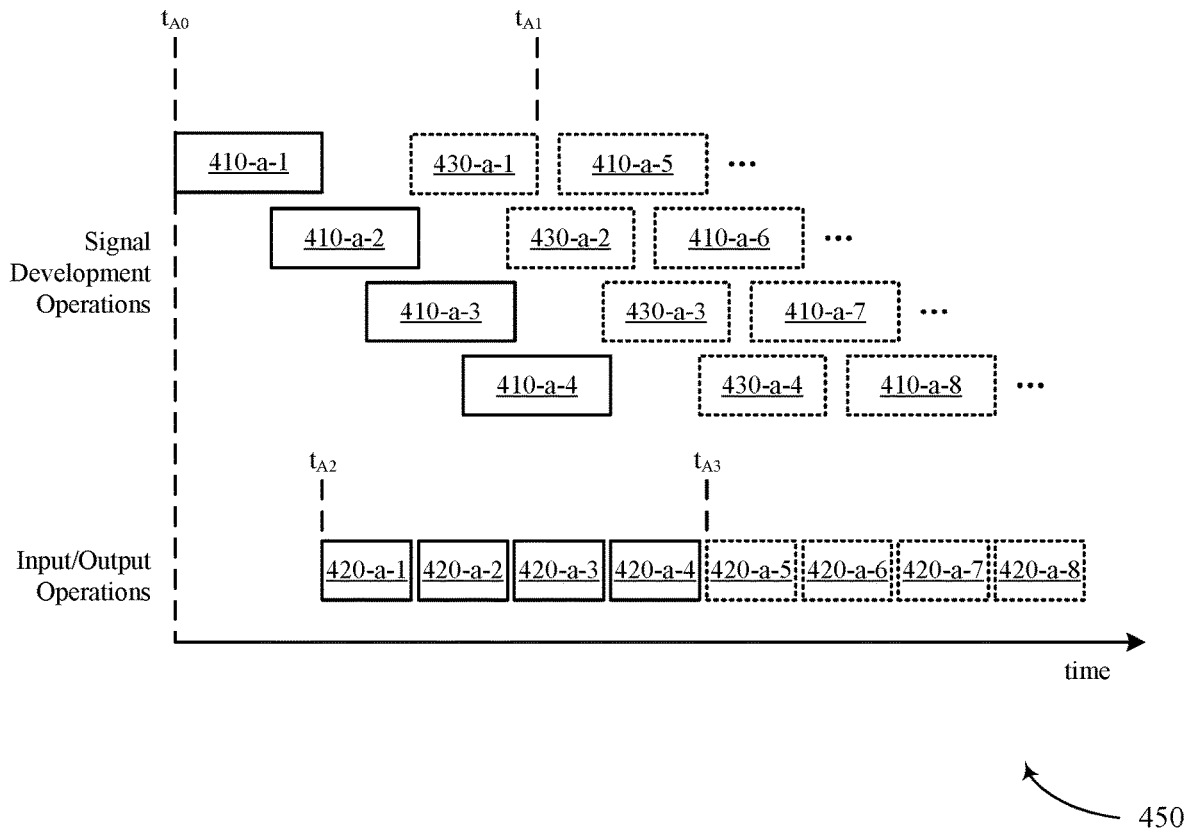 tA0 tA1
410-a-1 430-a-1 410-a-5 •••
Signal
Development
Operations
410-a-2 430-a-2 410-a-6 •••
410-a-3 430-a-3 410-a-7 •••
410-a-4 430-a-4 410-a-8 •••
tA2 tA3
Input/Output
Operations
420-a-1 420-a-2 420-a-3 420-a-4 420-a-5 420-a-6 420-a-7 420-a-8
time
450